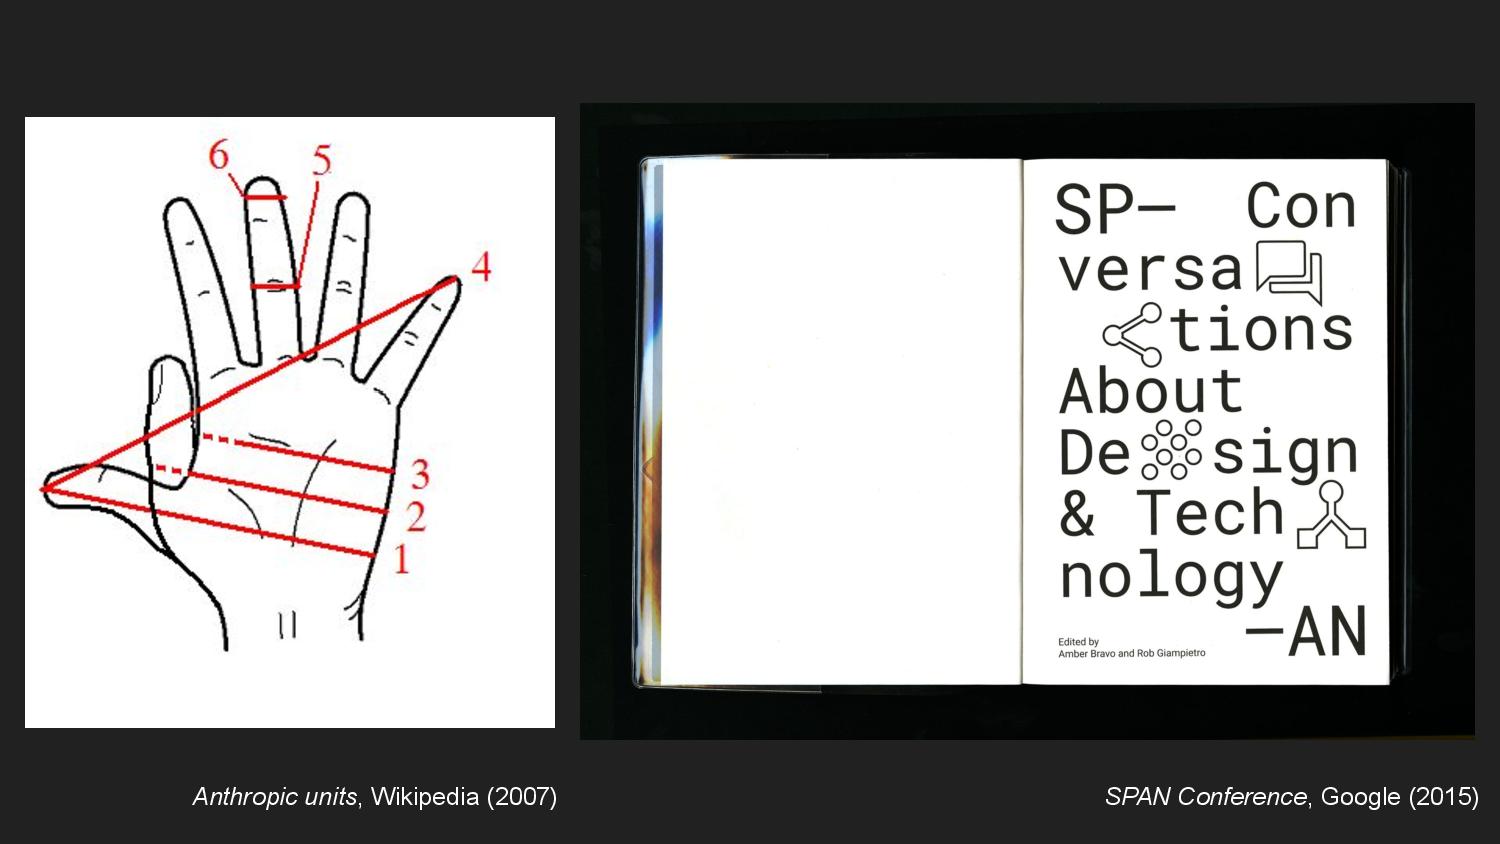 6
5
4
3
2
1
SP— Con
versa
tions
About
De sign
& Tech
nology
—AN
Edited by
Amber Bravo and Rob Giampietro
Anthropic units, Wikipedia (2007)
SPAN Conference, Google (2015)